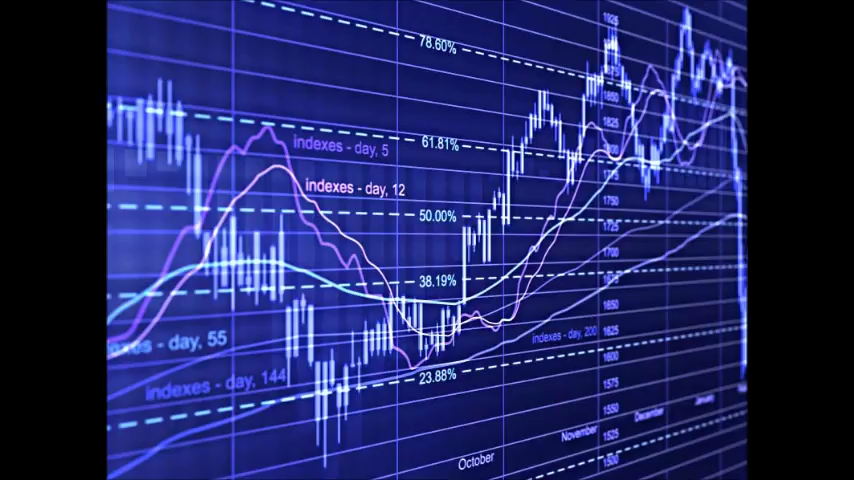 78.60%
indexes - day, 5
61.81%
indexes - day, 12
50.00%
38.19%
indexes - day, 55
indexes - day, 200
indexes - day, 144
23.88%
1925
1850
1825
1800
1775
1750
1725
1675
1650
1625
1600
1575
1550
1525
1500
October
November
December
January